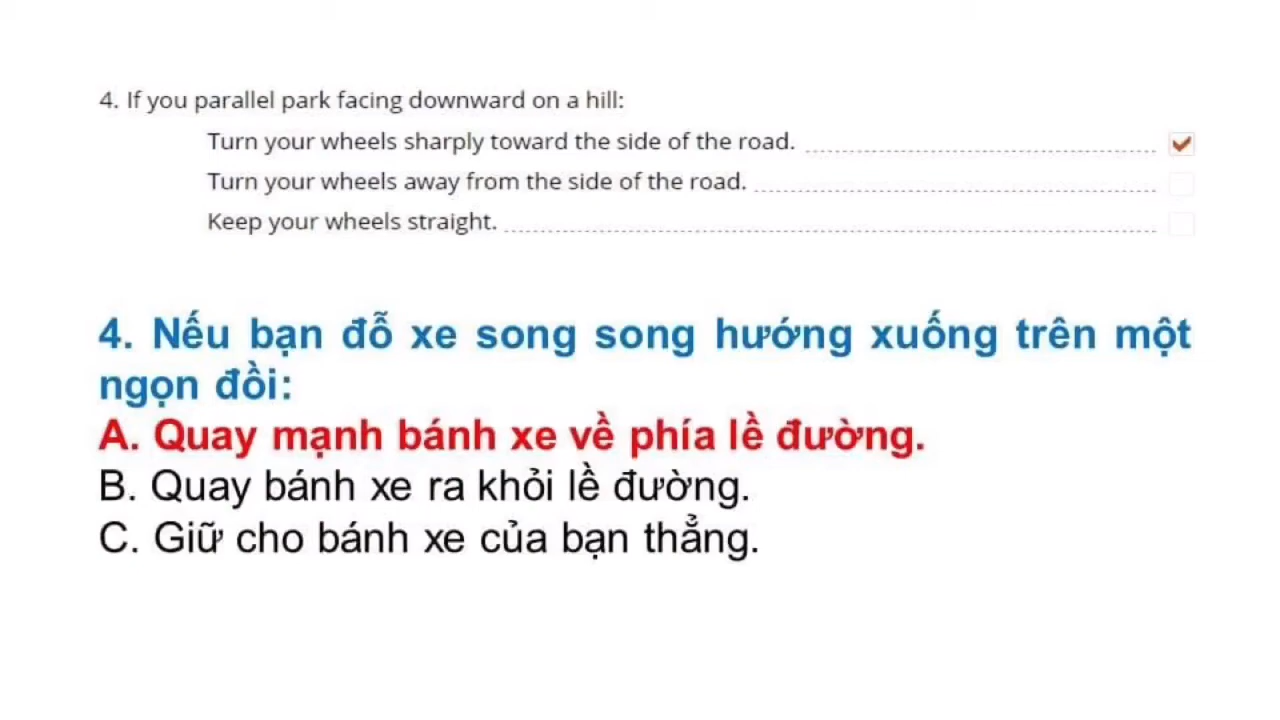 4. If you parallel park facing downward on a hill:
Turn your wheels sharply toward the side of the road.
Turn your wheels away from the side of the road.
Keep your wheels straight.
4. Nếu bạn đỗ xe song song hướng xuống trên một
ngọn đồi:
A. Quay mạnh bánh xe về phía lề đường.
B. Quay bánh xe ra khỏi lề đường.
C. Giữ cho bánh xe của bạn thẳng.